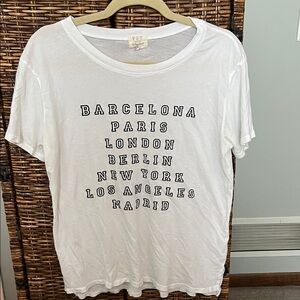 BARCELONA
PARIS
LONDON
BERLIN
NEW YORK
LOS ANGELES
MADRID